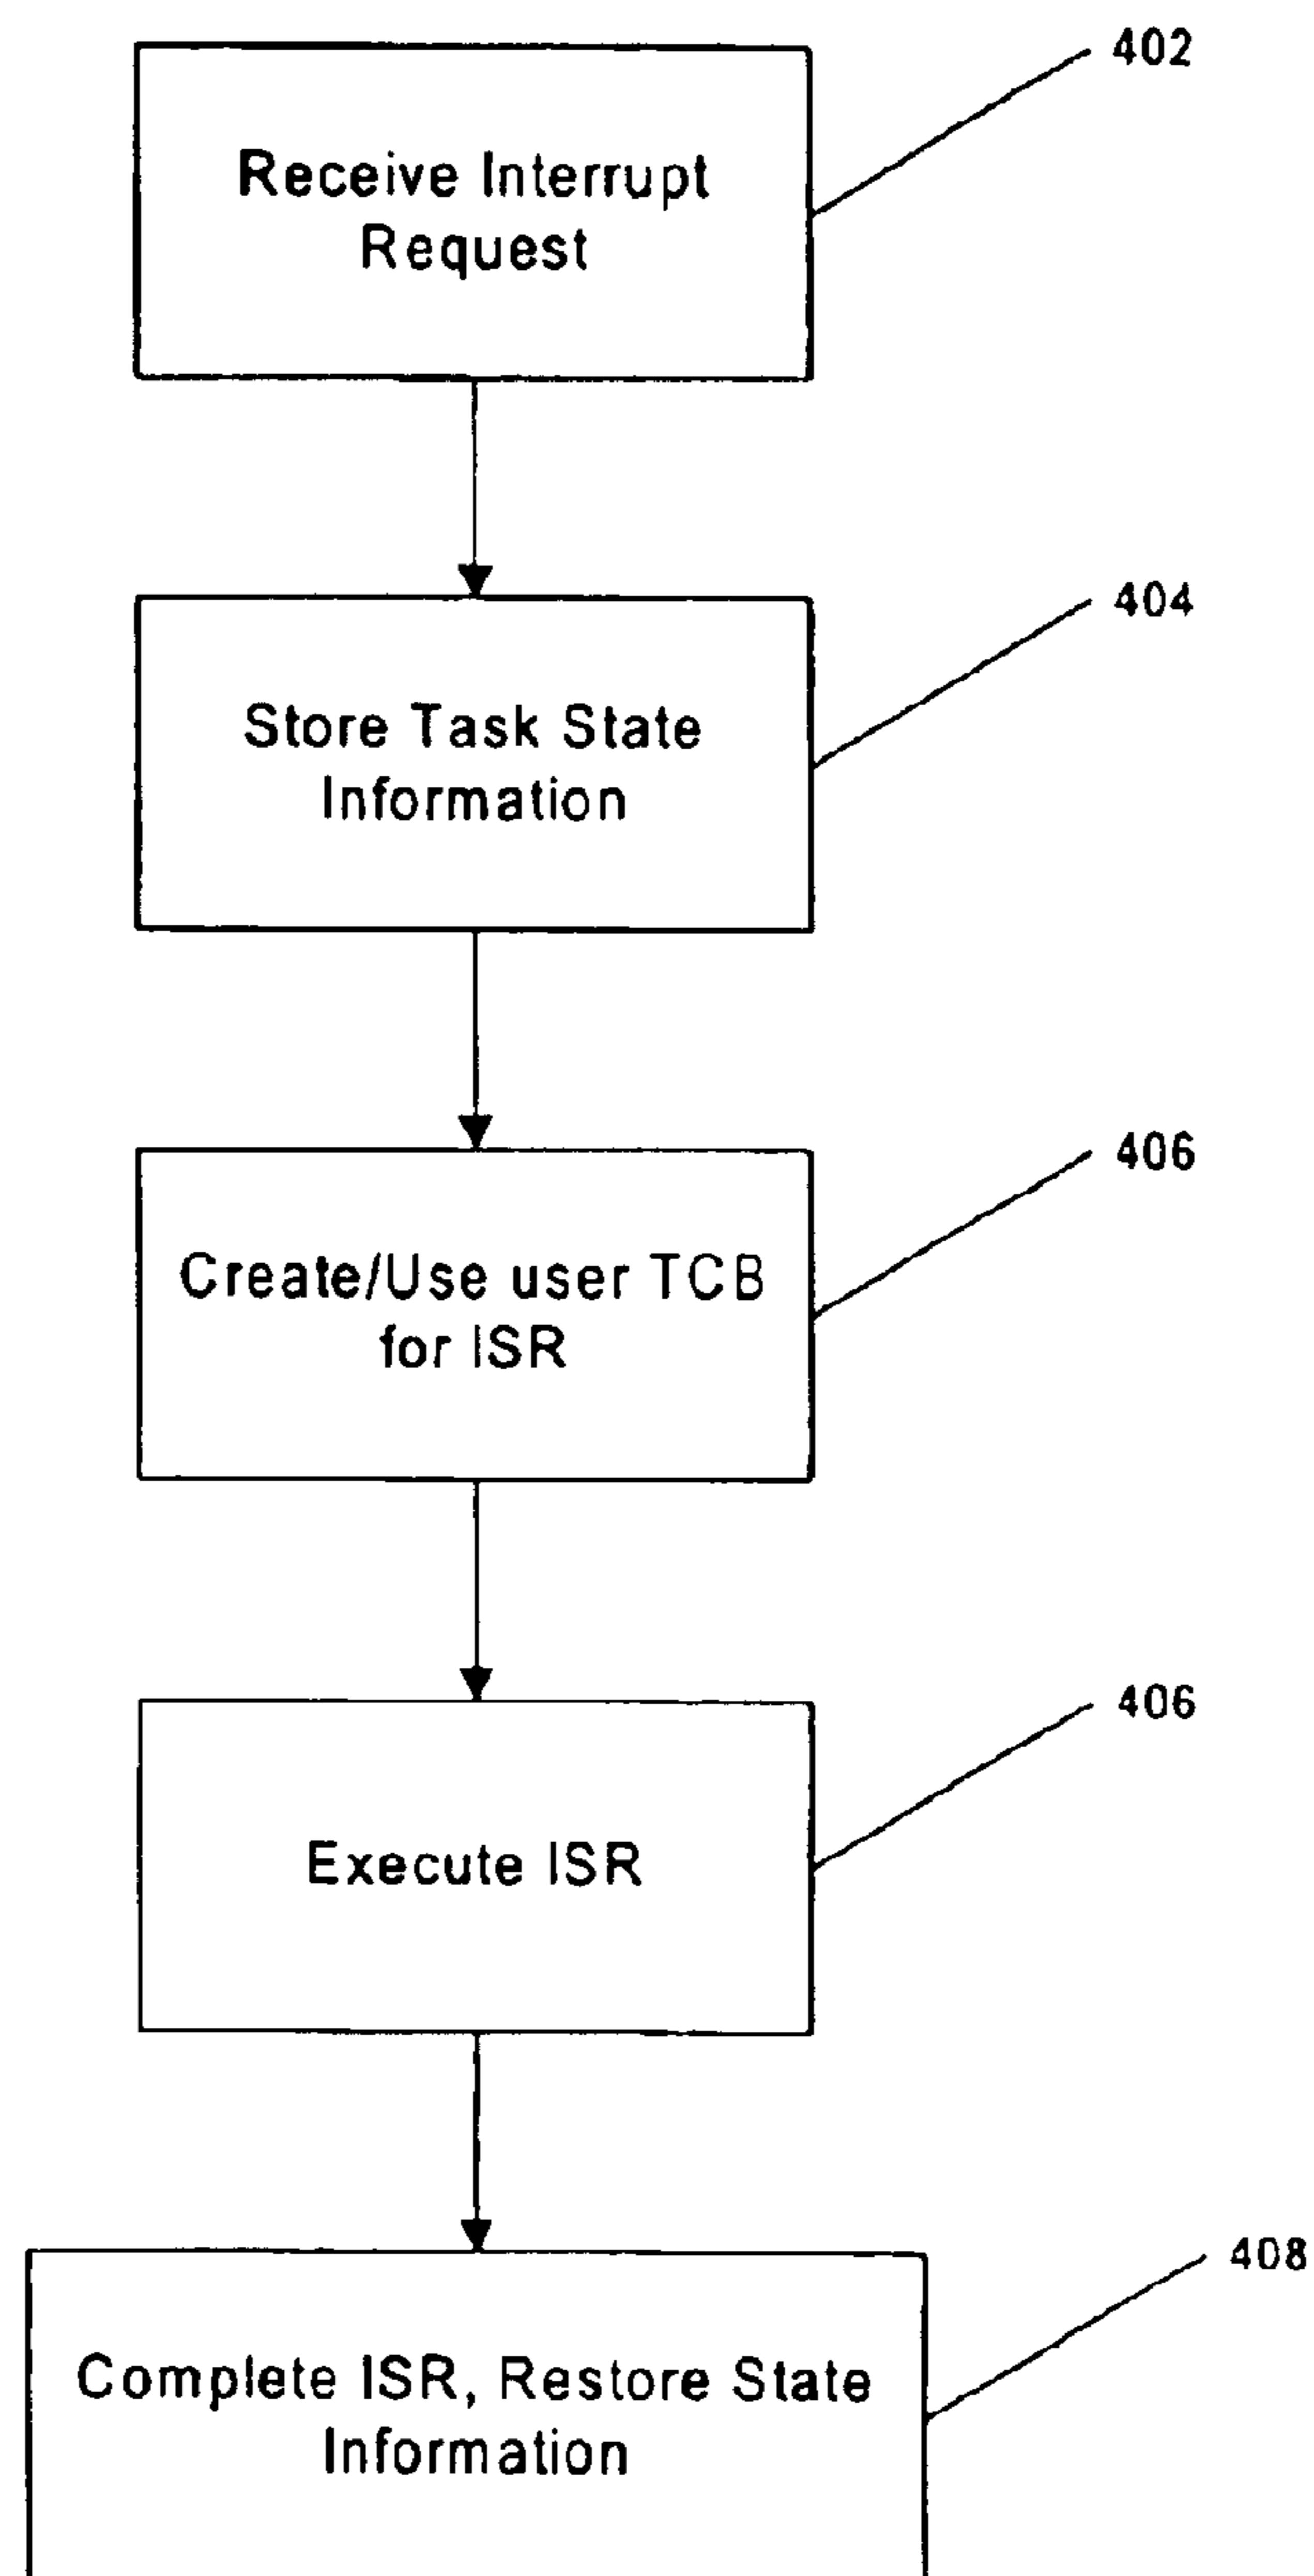 402
Receive Interrupt
Request
404
Store Task State
Information
406
Create/Use user TCB
for ISR
406
Execute ISR
408
Complete ISR, Restore State
Information